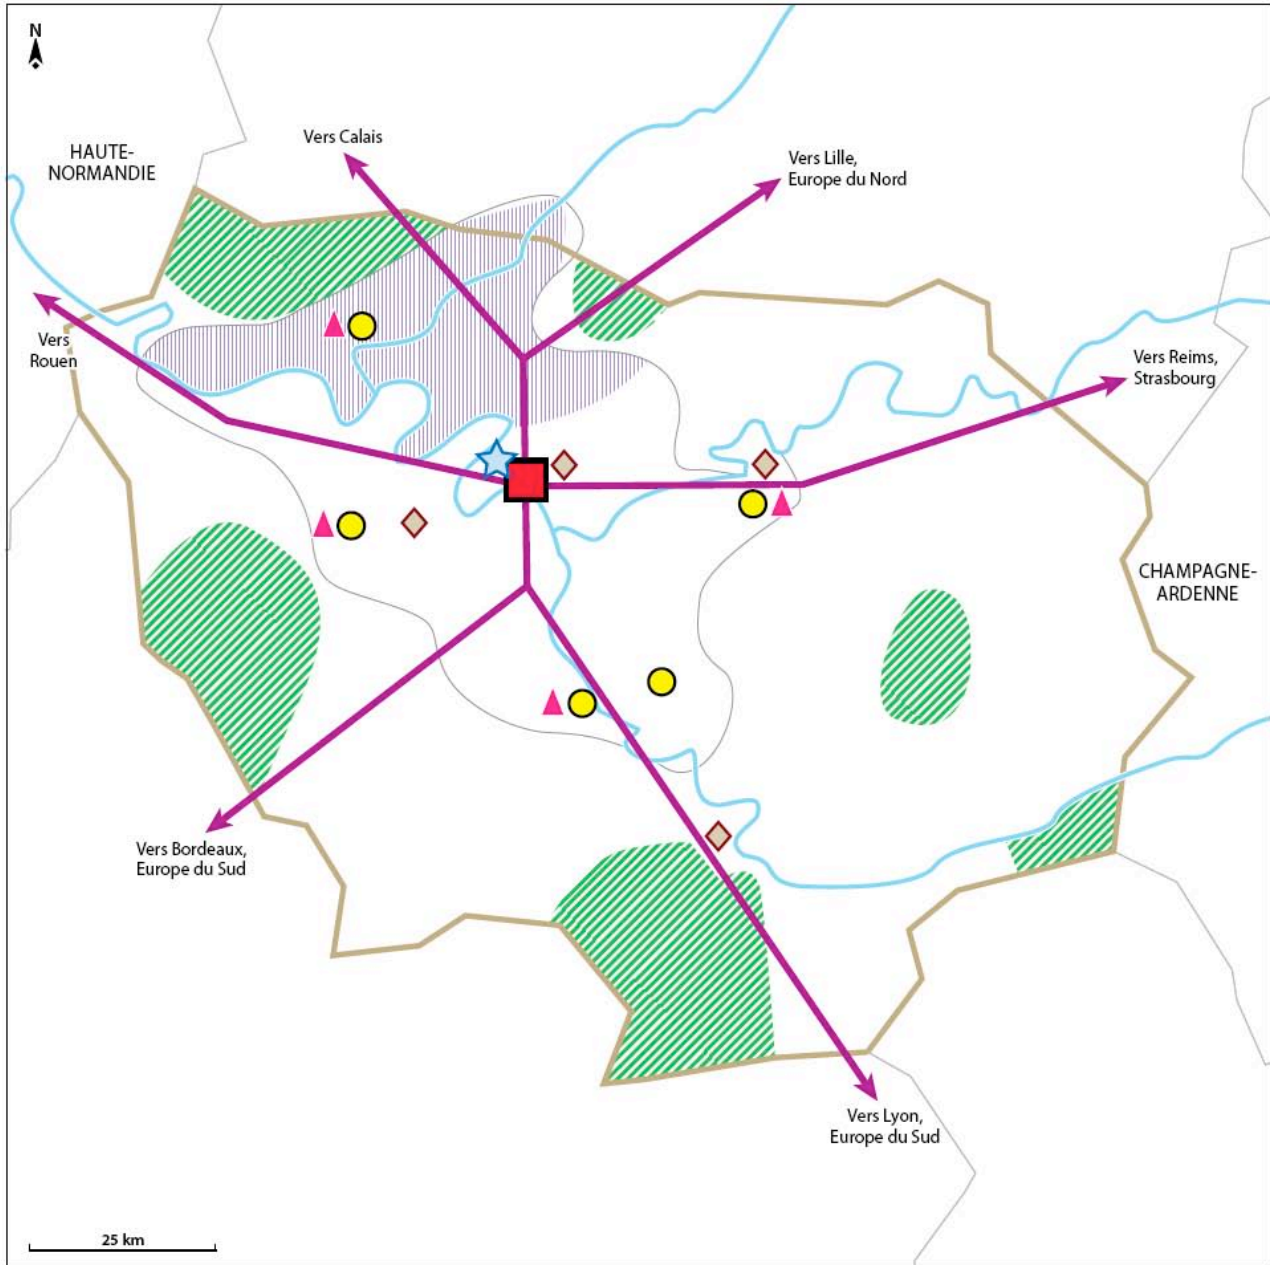 N
HAUTE-
NORMANDIE
Vers Calais
Vers Lille,
Europe du Nord
Vers
Rouen
Vers Reims,
Strasbourg
CHAMPAGNE-
ARDENNE
Vers Bordeaux,
Europe du Sud
Vers Lyon,
Europe du Sud
25 km